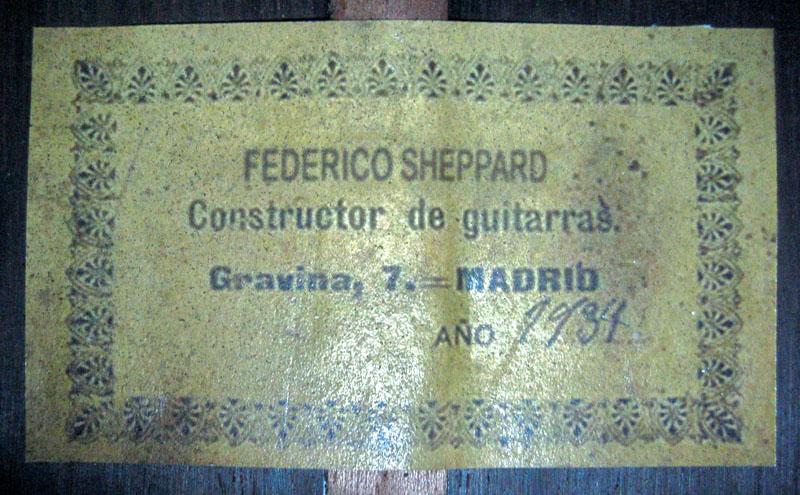 FEDERICO SHEPPARD
Constructor de guitarras.
Gravina, 7.=MADRID
AÑO 1934